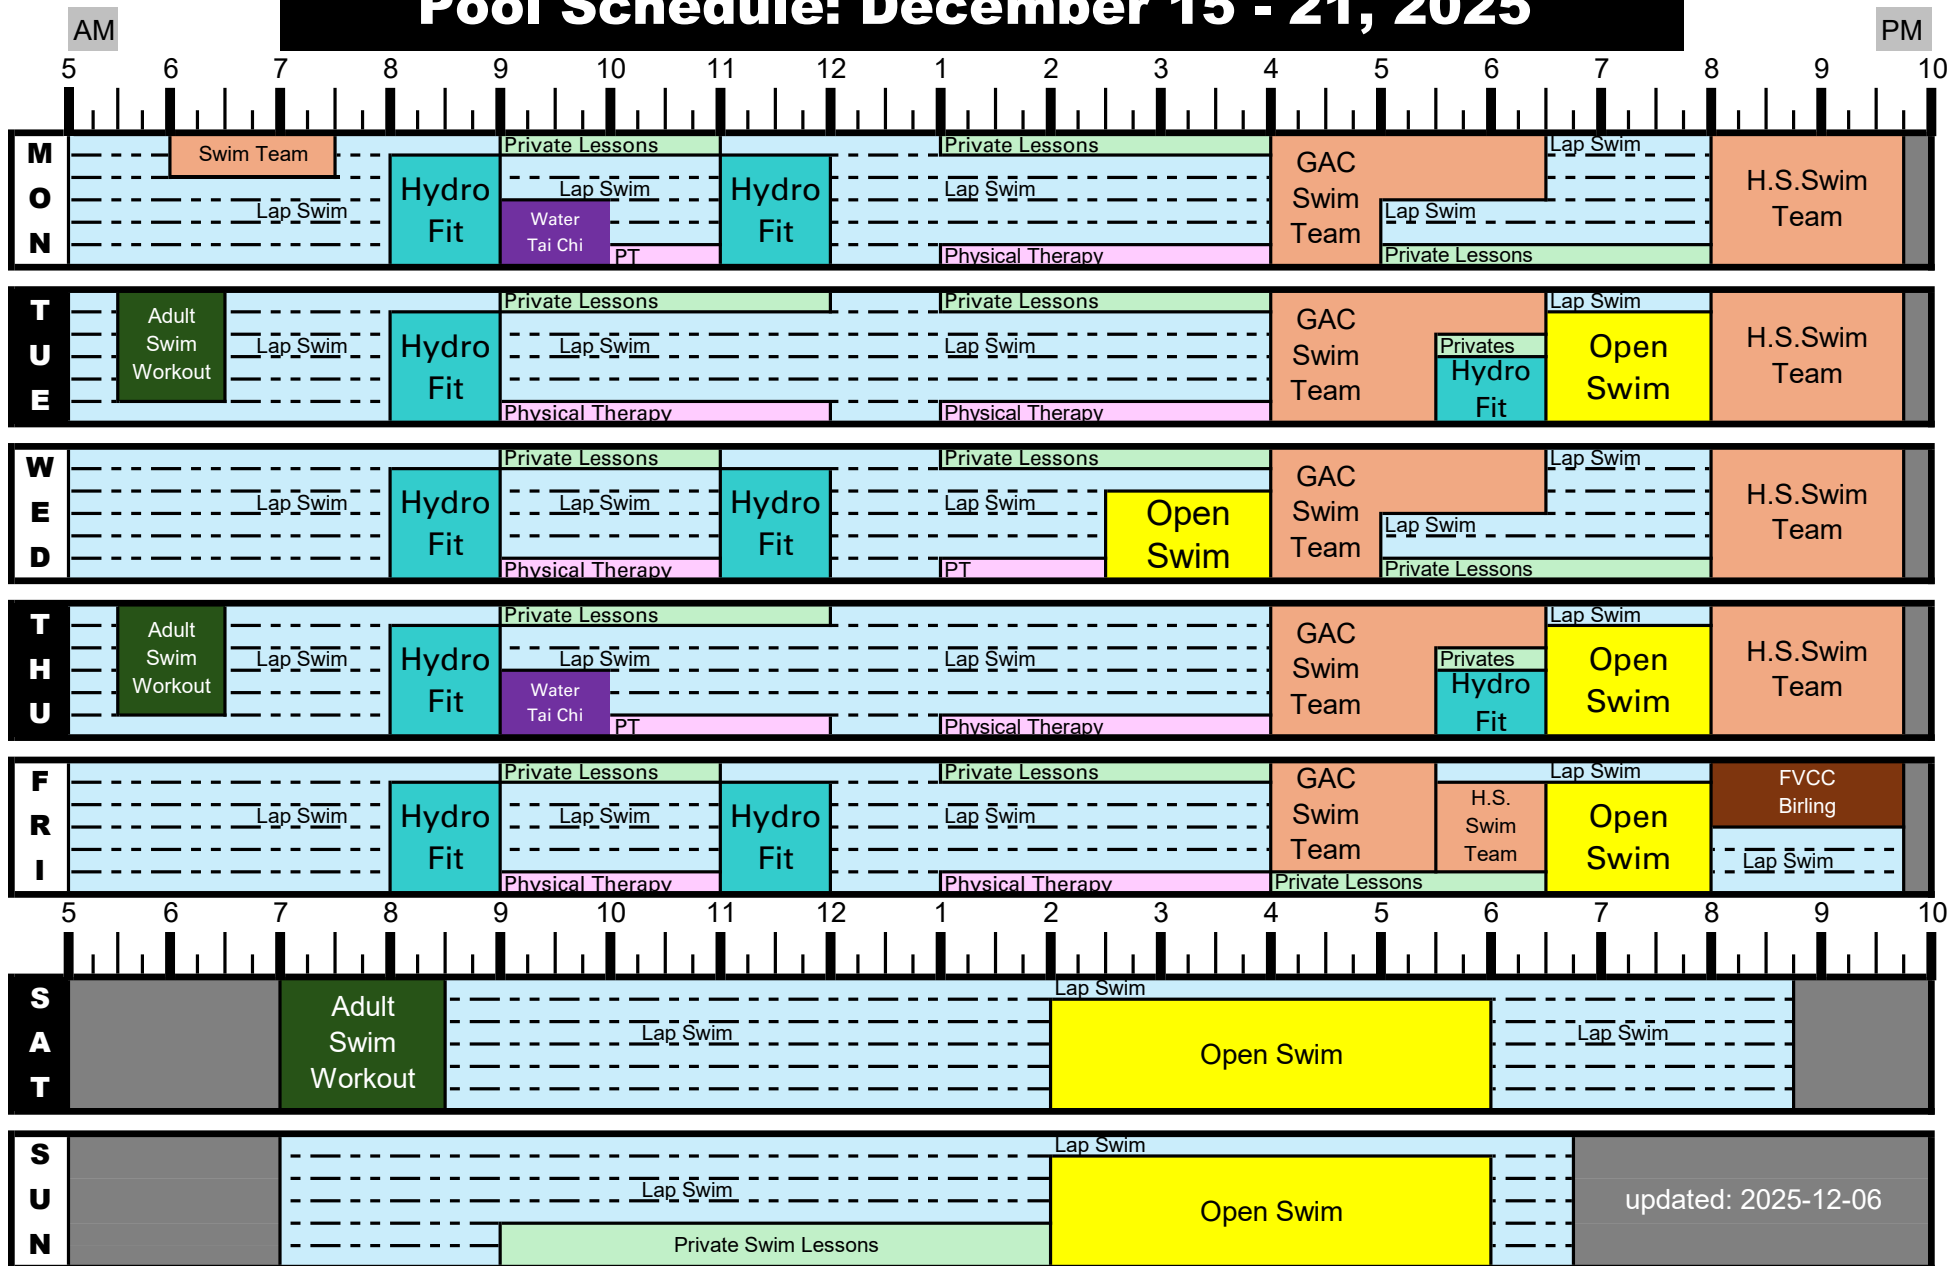 Pool Schedule: December 15 - 21, 2025
AM
PM
5 6 7 8 9 10 11 12 1 2 3 4 5 6 7 8 9 10
MON
Swim Team
Lap Swim
Hydro
Fit
Private Lessons
Lap Swim
Water
Tai Chi
PT
Hydro
Fit
Private Lessons
Lap Swim
Physical Therapy
GAC
Swim
Team
Lap Swim
Lap Swim
Private Lessons
H.S.Swim
Team
TUE
Adult
Swim
Workout
Lap Swim
Hydro
Fit
Private Lessons
Lap Swim
Physical Therapy
Private Lessons
Lap Swim
Physical Therapy
GAC
Swim
Team
Privates
Hydro
Fit
Lap Swim
Open
Swim
H.S.Swim
Team
WED
Lap Swim
Hydro
Fit
Private Lessons
Lap Swim
Physical Therapy
Hydro
Fit
Private Lessons
Lap Swim
PT
Open
Swim
GAC
Swim
Team
Lap Swim
Lap Swim
Private Lessons
H.S.Swim
Team
THU
Adult
Swim
Workout
Lap Swim
Hydro
Fit
Private Lessons
Lap Swim
Water
Tai Chi
PT
Lap Swim
Physical Therapy
GAC
Swim
Team
Privates
Hydro
Fit
Lap Swim
Open
Swim
H.S.Swim
Team
FRI
Lap Swim
Hydro
Fit
Private Lessons
Lap Swim
Physical Therapy
Hydro
Fit
Private Lessons
Lap Swim
Physical Therapy
GAC
Swim
Team
H.S.
Swim
Team
Private Lessons
Lap Swim
Open
Swim
FVCC
Birling
Lap Swim
5 6 7 8 9 10 11 12 1 2 3 4 5 6 7 8 9 10
SAT
Adult
Swim
Workout
Lap Swim
Lap Swim
Open Swim
Lap Swim
SUN
Lap Swim
Private Swim Lessons
Lap Swim
Open Swim
updated: 2025-12-06